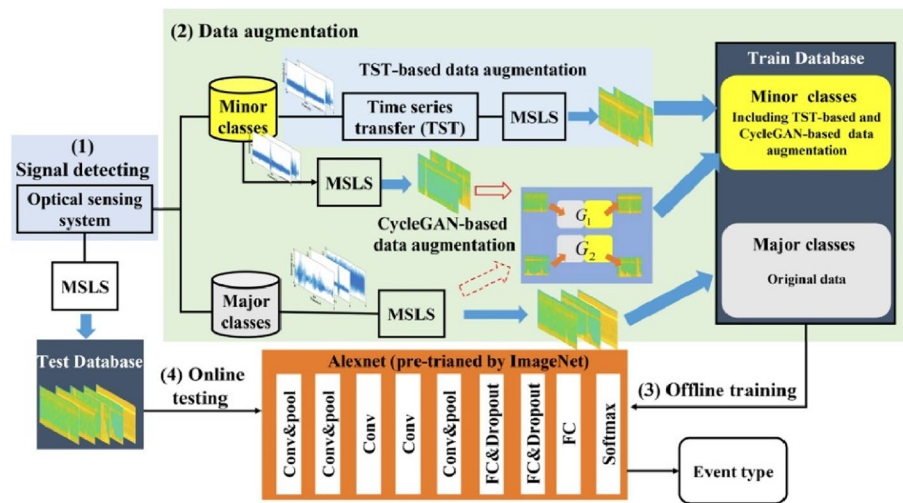 (2) Data augmentation
TST-based data augmentation
Minor
classes
Time series
transfer (TST)
MSLS
Train Database
Minor classes
Including TST-based and
CycleGAN-based data
augmentation
(1)
Signal detecting
Optical sensing
system
MSLS
CycleGAN-based
data augmentation
G1
G2
MSLS
Major
classes
MSLS
Major classes
Original data
Test Database
(4) Online
testing
Alexnet (pre-trianed by ImageNet)
Conv&pool
Conv&pool
Conv
Conv
Conv&pool
FC&Dropout
FC&Dropout
FC
Softmax
(3) Offline training
Event type